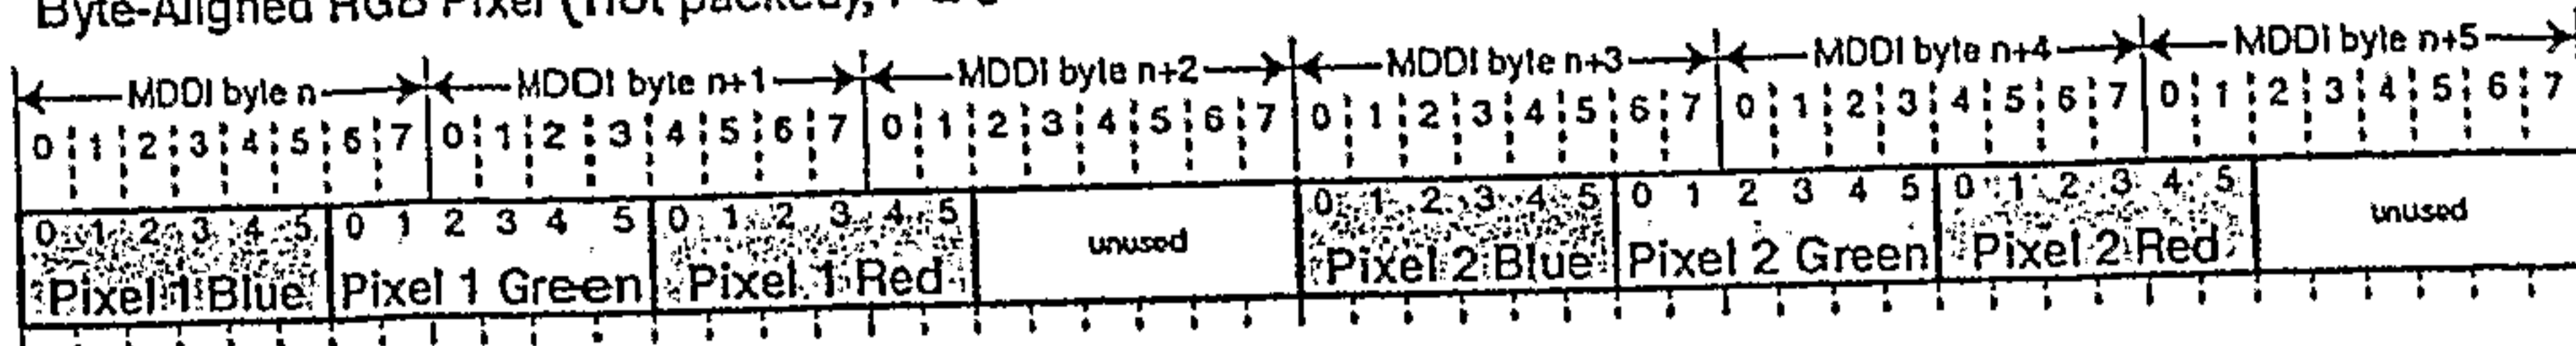 Byte-Aligned RGB Pixel (not packed),
MDDI byte n MDDI byte n+1 MDDI byte n+2 MDDI byte n+3 MDDI byte n+4 MDDI byte n+5
0 1 2 3 4 5 6 7 0 1 2 3 4 5 6 7 0 1 2 3 4 5 6 7 0 1 2 3 4 5 6 7 0 1 2 3 4 5 6 7 0 1 2 3 4 5 6 7
0 1 2 3 4 5 0 1 2 3 4 5 0 1 2 3 4 5 0 1 2 3 4 5 0 1 2 3 4 5 0 1 2 3 4 5
Pixel 1 Blue Pixel 1 Green Pixel 1 Red unused Pixel 2 Blue Pixel 2 Green Pixel 2 Red unused